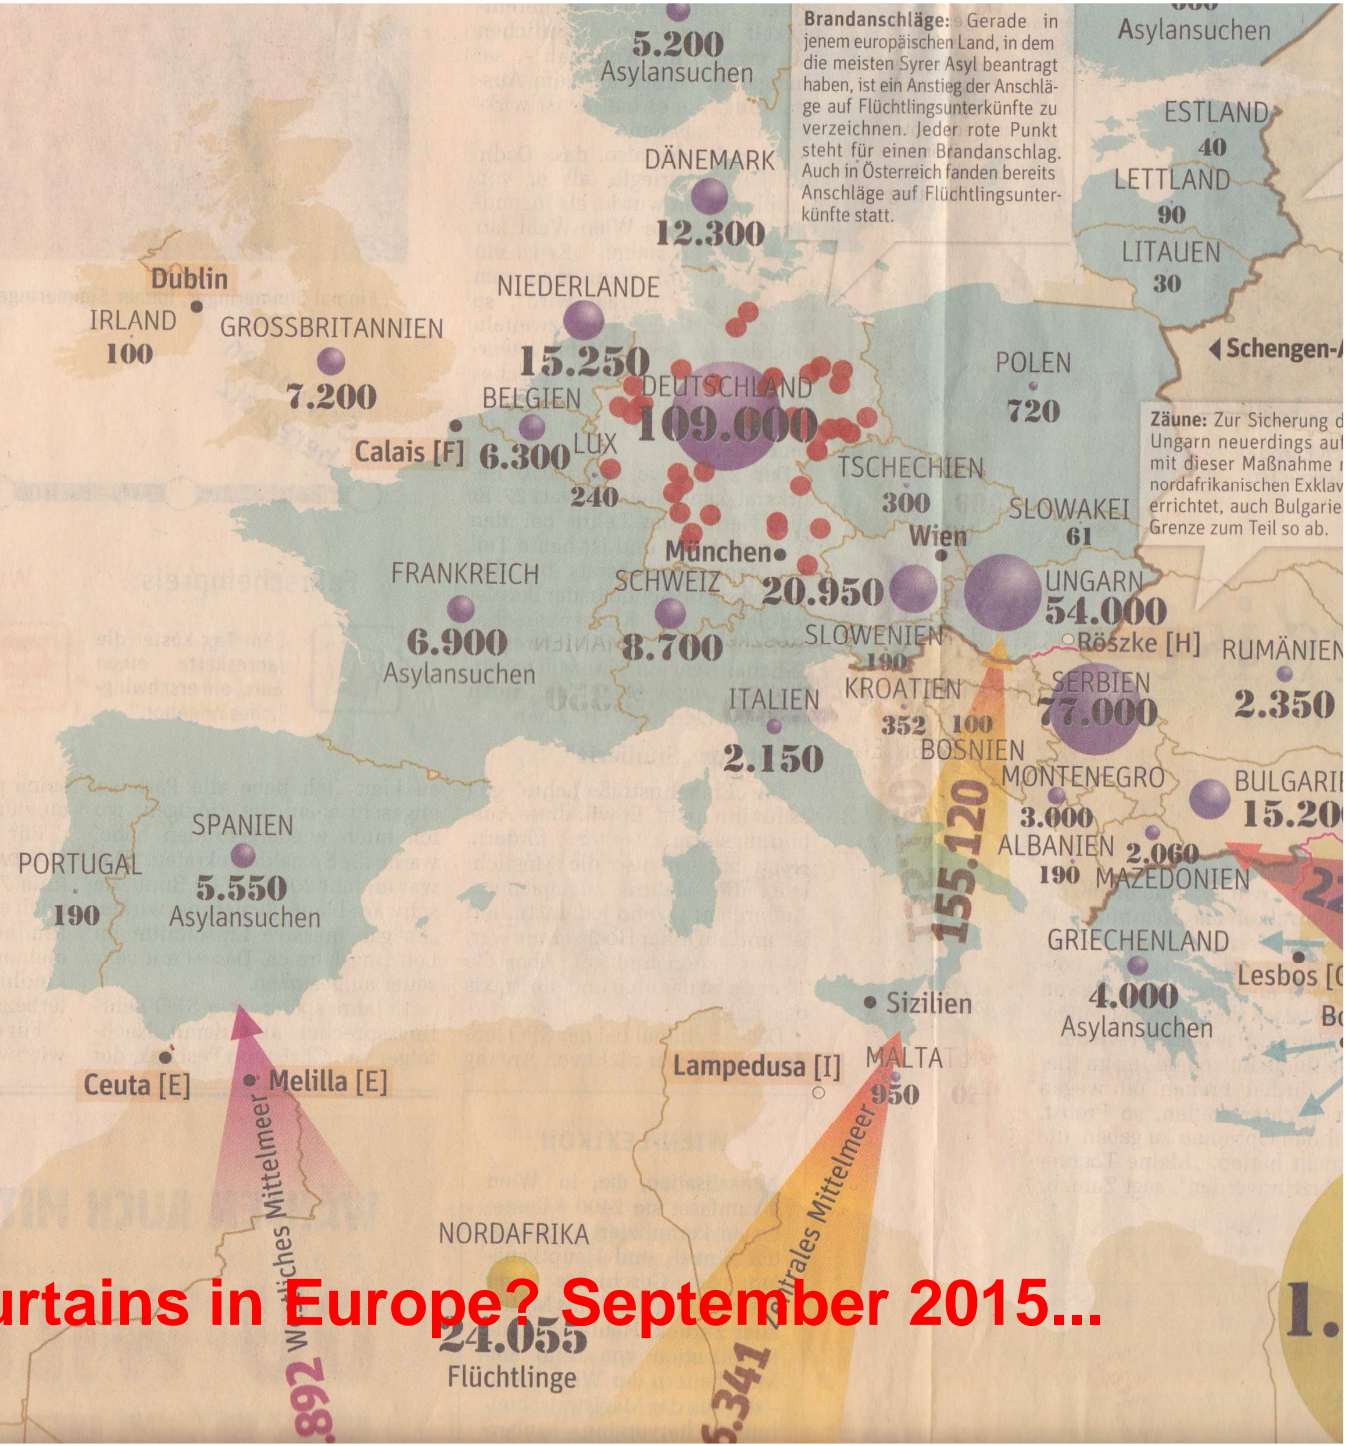 5.200
Asylansuchen
Brandanschläge: Gerade in
jenem europäischen Land, in dem
die meisten Syrer Asyl beantragt
haben, ist ein Anstieg der Anschlä-
ge auf Flüchtlingsunterkünfte zu
verzeichnen. Jeder rote Punkt
steht für einen Brandanschlag.
Auch in Österreich fanden bereits
Anschläge auf Flüchtlingsunter-
künfte statt.
Asylansuchen
ESTLAND
40
LETTLAND
90
LITAUEN
30
DÄNEMARK
12.300
Dublin
IRLAND
100
GROSSBRITANNIEN
7.200
NIEDERLANDE
15.250
BELGIEN
6.300
Calais [F]
LUX
240
DEUTSCHLAND
109.000
POLEN
720
Schengen-
Zäune: Zur Sicherung
Ungarn neuerdings auf
mit dieser Maßnahme
nordafrikanischen Exklav
errichtet, auch Bulgarie
Grenze zum Teil so ab.
TSCHECHIEN
300
SLOWAKEI
61
Wien
München
20.950
FRANKREICH
6.900
Asylansuchen
SCHWEIZ
8.700
UNGARN
54.000
Röszke [H]
SLOWENIEN
190
KROATIEN
352
100
BOSNIEN
RUMÄNIEN
2.350
SERBIEN
77.000
ITALIEN
2.150
MONTENEGRO
3.000
BULGARIE
15.20
ALBANIEN
190
2.060
MAZEDONIEN
155.120
22
SPANIEN
5.550
Asylansuchen
PORTUGAL
190
GRIECHENLAND
4.000
Asylansuchen
Lesbos [
Sizilien
MALTA
950
Lampedusa [I]
Ceuta [E]
Melilla [E]
Westliches Mittelmeer
.892
Zentrales Mittelmeer
6.341
NORDAFRIKA
24.055
Flüchtlinge
1.
urtains in Europe? September 2015...